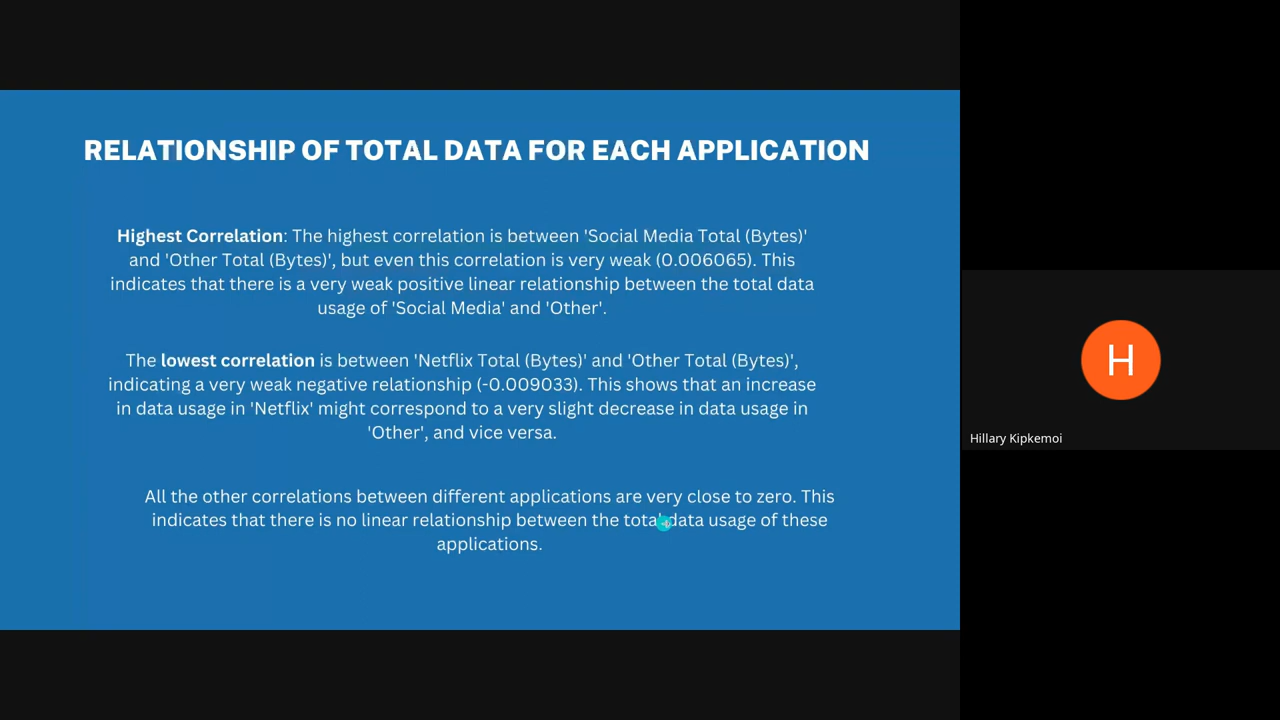 RELATIONSHIP OF TOTAL DATA FOR EACH APPLICATION
Highest Correlation: The highest correlation is between 'Social Media Total (Bytes)'
and 'Other Total (Bytes)', but even this correlation is very weak (0.006065). This
indicates that there is a very weak positive linear relationship between the total data
usage of 'Social Media' and 'Other'.
The lowest correlation is between 'Netflix Total (Bytes)' and 'Other Total (Bytes)',
indicating a very weak negative relationship (-0.009033). This shows that an increase
in data usage in 'Netflix' might correspond to a very slight decrease in data usage in
'Other', and vice versa.
All the other correlations between different applications are very close to zero. This
indicates that there is no linear relationship between the total data usage of these
applications.
H
Hillary Kipkemoi